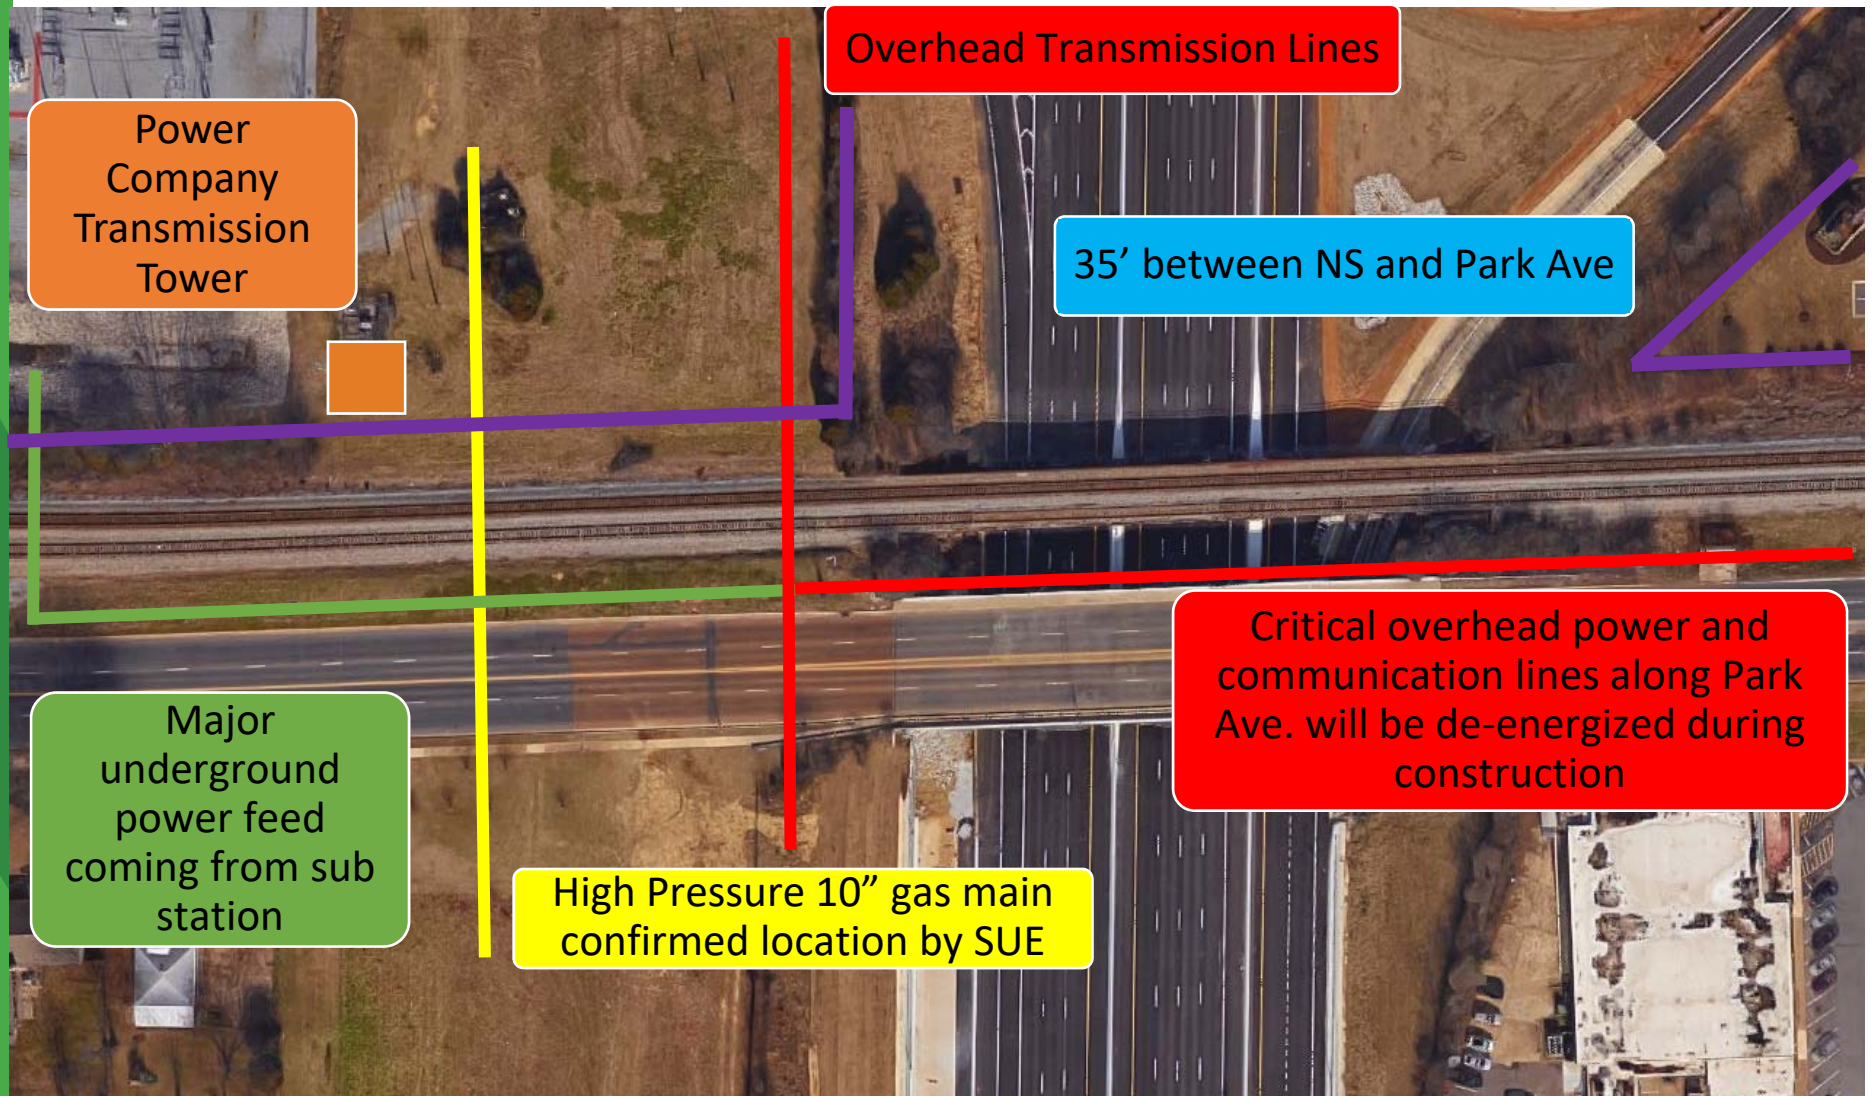 Overhead Transmission Lines
Power
Company
Transmission
Tower
35’ between NS and Park Ave
Critical overhead power and
communication lines along Park
Ave. will be de-energized during
construction
Major
underground
power feed
coming from sub
station
High Pressure 10” gas main
confirmed location by SUE